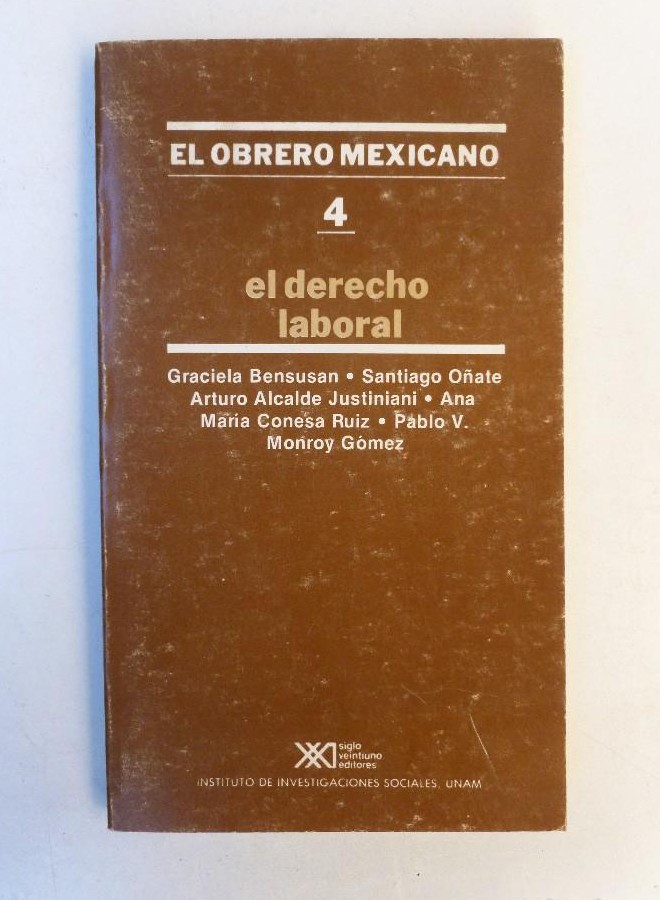 EL OBRERO MEXICANO
4
el derecho
laboral
Graciela Bensusan • Santiago Oñate
Arturo Alcalde Justiniani • Ana
María Conesa Ruiz • Pablo V.
Monroy Gómez
siglo
veintiuno
editores
INSTITUTO DE INVESTIGACIONES SOCIALES, UNAM